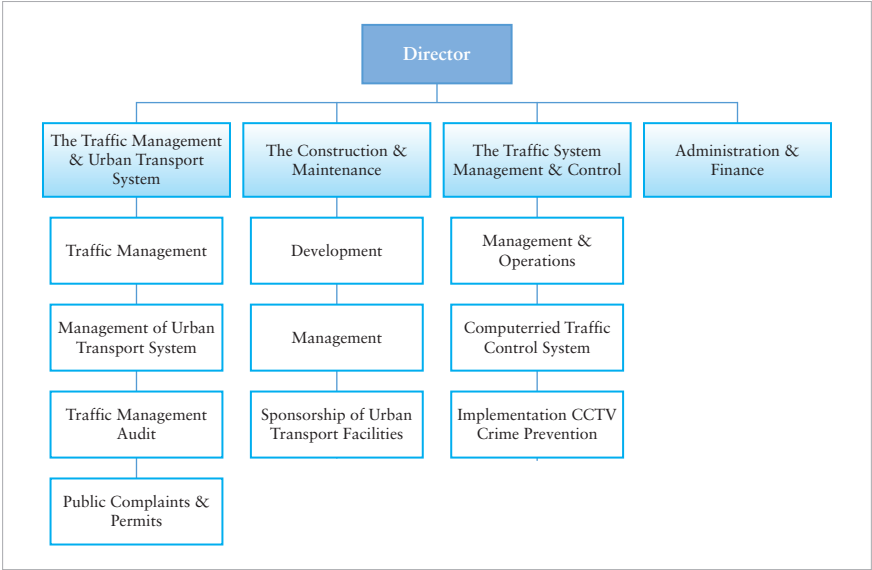 Director
The Traffic Management
& Urban Transport
System
The Construction &
Maintenance
The Traffic System
Management & Control
Administration &
Finance
Traffic Management
Development
Management &
Operations
Management of Urban
Transport System
Management
Computerried Traffic
Control System
Traffic Management
Audit
Sponsorship of Urban
Transport Facilities
Implementation CCTV
Crime Prevention
Public Complaints &
Permits